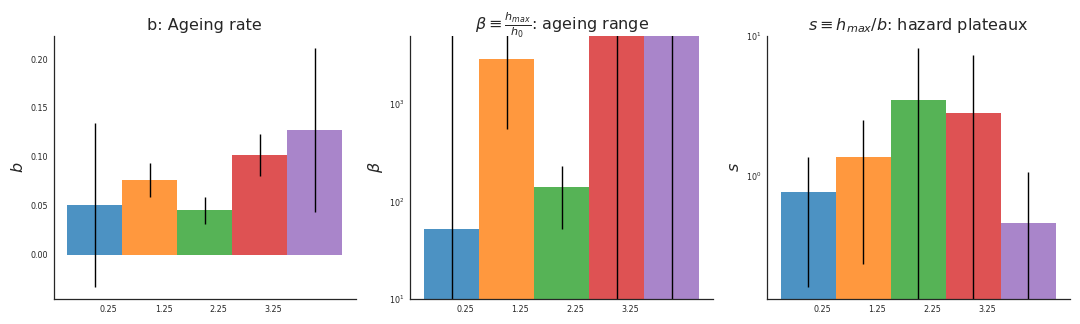 b: Ageing rate
b
0.20
0.15
0.10
0.05
0.00
0.25 1.25 2.25 3.25
β ≡ h_max/h_0: ageing range
β
10^3
10^2
10^1
0.25 1.25 2.25 3.25
s ≡ h_max/b: hazard plateaux
s
10^1
10^0
0.25 1.25 2.25 3.25